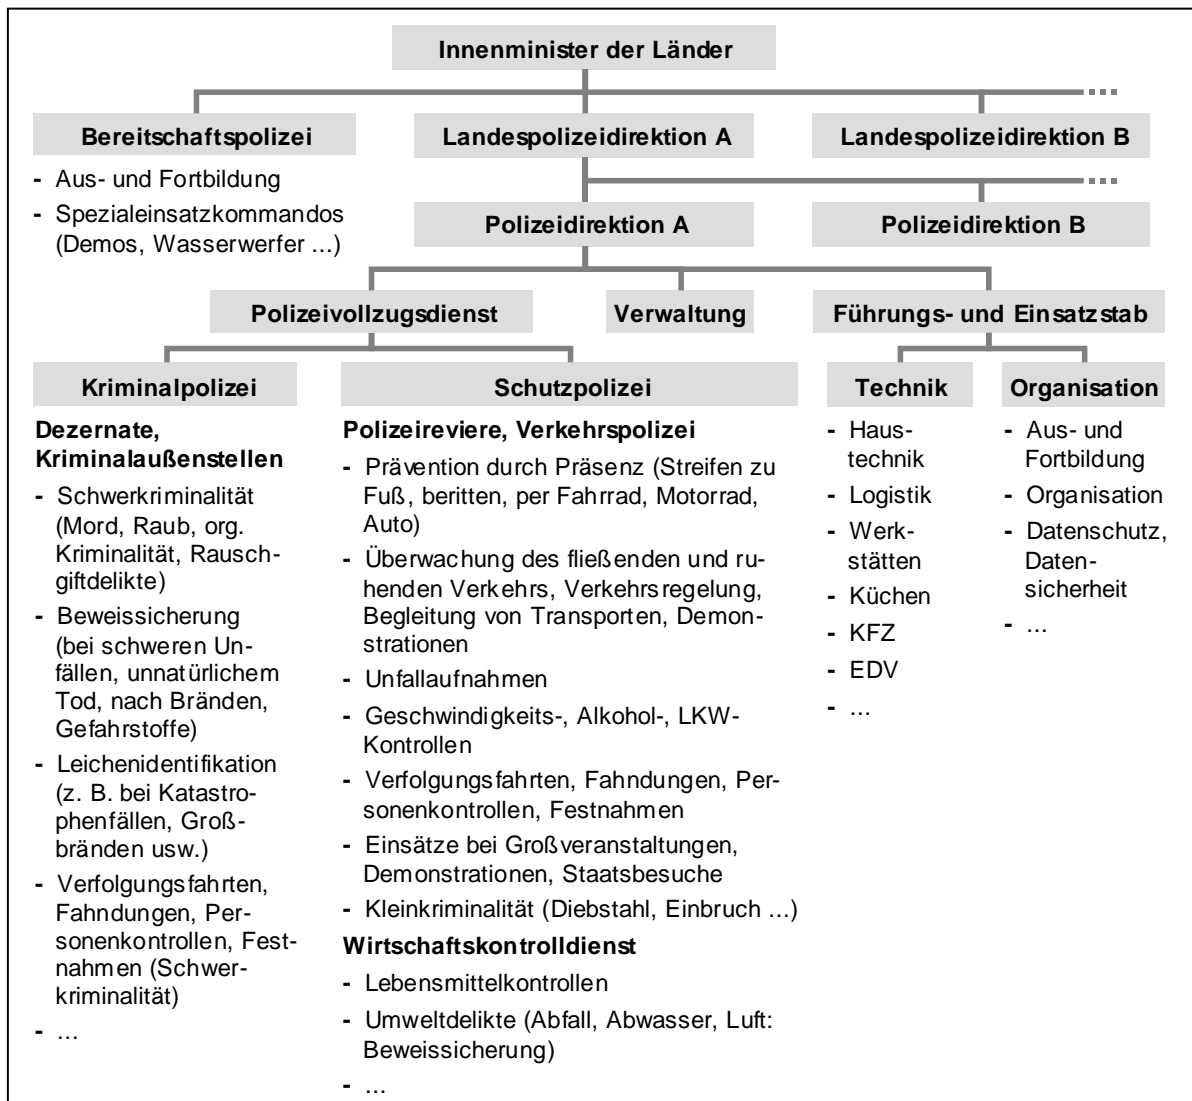 Innenminister der Länder
Bereitschaftspolizei
Landespolizeidirektion A
Landespolizeidirektion B
- Aus- und Fortbildung
- Spezialeinsatzkommandos
(Demos, Wasserwerfer ...)
Polizeidirektion A
Polizeidirektion B
Polizeivollzugsdienst
Verwaltung
Führungs- und Einsatzstab
Kriminalpolizei
Schutzpolizei
Technik
Organisation
Dezernate,
Kriminalaußenstellen
- Schwerkriminalität
(Mord, Raub, org.
Kriminalität, Rausch-
giftdelikte)
- Beweissicherung
(bei schweren Un-
fällen, unnatürlichem
Tod, nach Bränden,
Gefahrstoffe)
- Leichenidentifikation
(z. B. bei Katastro-
phenfällen, Groß-
bränden usw.)
- Verfolgungsfahrten,
Fahndungen, Per-
sonenkontrollen, Fest-
nahmen (Schwer-
kriminalität)
- ...
Polizeireviere, Verkehrspolizei
- Prävention durch Präsenz (Streifen zu
Fuß, beritten, per Fahrrad, Motorrad,
Auto)
- Überwachung des fließenden und ru-
henden Verkehrs, Verkehrsregelung,
Begleitung von Transporten, Demon-
strationen
- Unfallaufnahmen
- Geschwindigkeits-, Alkohol-, LKW-
Kontrollen
- Verfolgungsfahrten, Fahndungen, Per-
sonenkontrollen, Festnahmen
- Einsätze bei Großveranstaltungen,
Demonstrationen, Staatsbesuche
- Kleinkriminalität (Diebstahl, Einbruch ...)
Wirtschaftskontrolldienst
- Lebensmittelkontrollen
- Umweltdelikte (Abfall, Abwasser, Luft:
Beweissicherung)
- ...
- Haus-
technik
- Logistik
- Werk-
stätten
- Küchen
- KFZ
- EDV
- ...
- Aus- und
Fortbildung
- Organisation
- Datenschutz,
Daten-
sicherheit
- ...